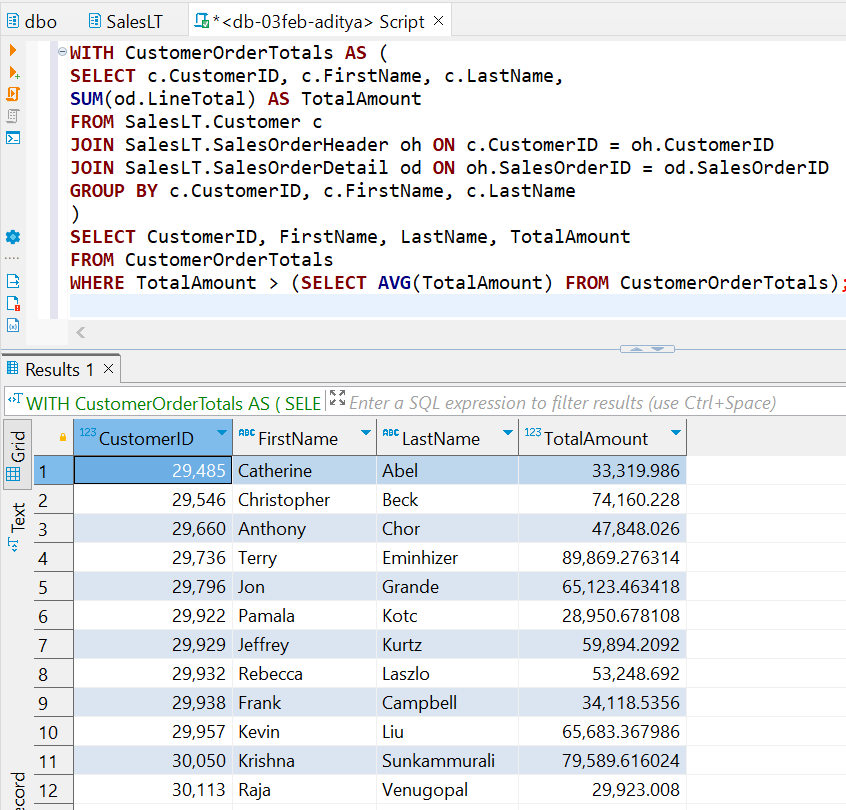 dbo SalesLT *<db-03feb-aditya> Script
WITH CustomerOrderTotals AS (
SELECT c.CustomerID, c.FirstName, c.LastName,
SUM(od.LineTotal) AS TotalAmount
FROM SalesLT.Customer c
JOIN SalesLT.SalesOrderHeader oh ON c.CustomerID = oh.CustomerID
JOIN SalesLT.SalesOrderDetail od ON oh.SalesOrderID = od.SalesOrderID
GROUP BY c.CustomerID, c.FirstName, c.LastName
)
SELECT CustomerID, FirstName, LastName, TotalAmount
FROM CustomerOrderTotals
WHERE TotalAmount > (SELECT AVG(TotalAmount) FROM CustomerOrderTotals);
Results 1
WITH CustomerOrderTotals AS ( SELE Enter a SQL expression to filter results (use Ctrl+Space)
Grid
Text
123 CustomerID ABC FirstName ABC LastName 123 TotalAmount
1 29,485 Catherine Abel 33,319.986
2 29,546 Christopher Beck 74,160.228
3 29,660 Anthony Chor 47,848.026
4 29,736 Terry Eminhizer 89,869.276314
5 29,796 Jon Grande 65,123.463418
6 29,922 Pamala Kotc 28,950.678108
7 29,929 Jeffrey Kurtz 59,894.2092
8 29,932 Rebecca Laszlo 53,248.692
9 29,938 Frank Campbell 34,118.5356
10 29,957 Kevin Liu 65,683.367986
11 30,050 Krishna Sunkammurali 79,589.616024
12 30,113 Raja Venugopal 29,923.008